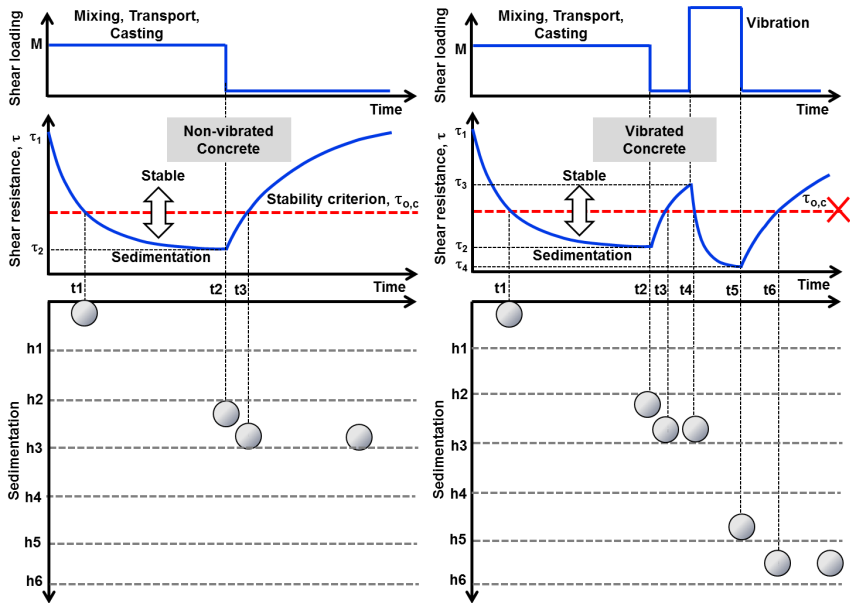 Mixing, Transport,
Casting
Shear loading
M
Time
Shear resistance, τ
τ1
Non-vibrated
Concrete
Stable
Stability criterion, τo,c
τ2
Sedimentation
Time
t1
t2
t3
Sedimentation
h1
h2
h3
h4
h5
h6
Mixing, Transport,
Casting
Vibration
Shear loading
M
Time
Shear resistance, τ
τ1
Vibrated
Concrete
τ3
Stable
τo,c
τ2
Sedimentation
τ4
Time
t1
t2
t3
t4
t5
t6
Sedimentation
h1
h2
h3
h4
h5
h6